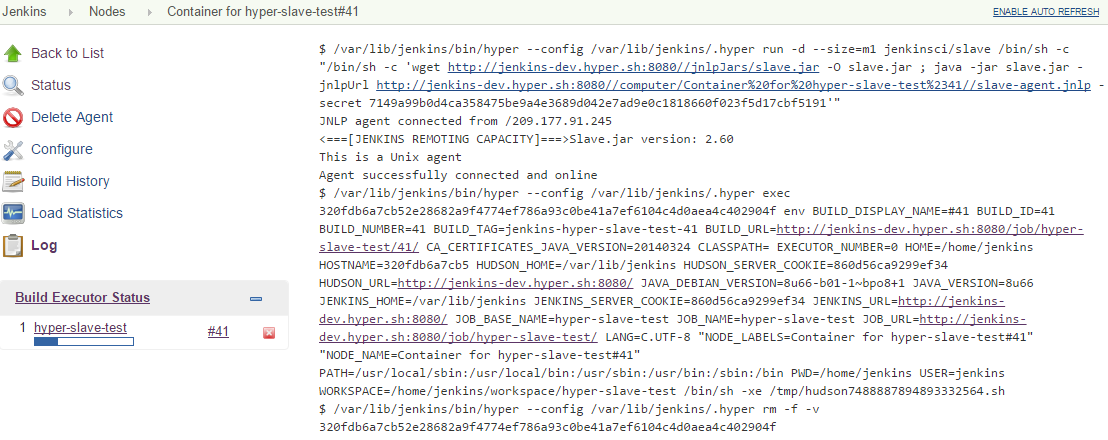 Jenkins Nodes Container for hyper-slave-test#41 ENABLE AUTO REFRESH
Back to List
Status
Delete Agent
Configure
Build History
Load Statistics
Log
Build Executor Status
1 hyper-slave-test #41
$ /var/lib/jenkins/bin/hyper --config /var/lib/jenkins/.hyper run -d --size=m1 jenkinsci/slave /bin/sh -c
"/bin/sh -c 'wget http://jenkins-dev.hyper.sh:8080//jnlpJars/slave.jar -O slave.jar ; java -jar slave.jar -
jnlpUrl http://jenkins-dev.hyper.sh:8080//computer/Container%20for%20hyper-slave-test%2341//slave-agent.jnlp -
secret 7149a99b0d4ca358475be9a4e3689d042e7ad9e0c1818660f023f5d17cbf5191'"
JNLP agent connected from /209.177.91.245
<===[JENKINS REMOTING CAPACITY]===>Slave.jar version: 2.60
This is a Unix agent
Agent successfully connected and online
$ /var/lib/jenkins/bin/hyper --config /var/lib/jenkins/.hyper exec
320fdb6a7cb52e28682a9f4774ef786a93c0be41a7ef6104c4d0aea4c402904f env BUILD_DISPLAY_NAME=#41 BUILD_ID=41
BUILD_NUMBER=41 BUILD_TAG=jenkins-hyper-slave-test-41 BUILD_URL=http://jenkins-dev.hyper.sh:8080/job/hyper-
slave-test/41/ CA_CERTIFICATES_JAVA_VERSION=20140324 CLASSPATH= EXECUTOR_NUMBER=0 HOME=/home/jenkins
HOSTNAME=320fdb6a7cb5 HUDSON_HOME=/var/lib/jenkins HUDSON_SERVER_COOKIE=860d56ca9299ef34
HUDSON_URL=http://jenkins-dev.hyper.sh:8080/ JAVA_DEBIAN_VERSION=8u66-b01-1~bpo8+1 JAVA_VERSION=8u66
JENKINS_HOME=/var/lib/jenkins JENKINS_SERVER_COOKIE=860d56ca9299ef34 JENKINS_URL=http://jenkins-
dev.hyper.sh:8080/ JOB_BASE_NAME=hyper-slave-test JOB_NAME=hyper-slave-test JOB_URL=http://jenkins-
dev.hyper.sh:8080/job/hyper-slave-test/ LANG=C.UTF-8 "NODE_LABELS=Container for hyper-slave-test#41"
"NODE_NAME=Container for hyper-slave-test#41"
PATH=/usr/local/sbin:/usr/local/bin:/usr/sbin:/usr/bin:/sbin:/bin PWD=/home/jenkins USER=jenkins
WORKSPACE=/home/jenkins/workspace/hyper-slave-test /bin/sh -xe /tmp/hudson7488887894893332564.sh
$ /var/lib/jenkins/bin/hyper --config /var/lib/jenkins/.hyper rm -f -v
320fdb6a7cb52e28682a9f4774ef786a93c0be41a7ef6104c4d0aea4c402904f